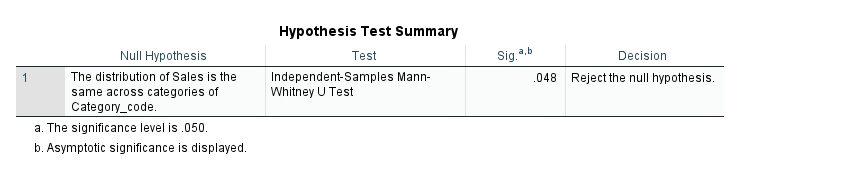 Hypothesis Test Summary
Null Hypothesis Test Sig.a,b Decision
1 The distribution of Sales is the same across categories of Category_code. Independent-Samples Mann-Whitney U Test .048 Reject the null hypothesis.
a. The significance level is .050.
b. Asymptotic significance is displayed.